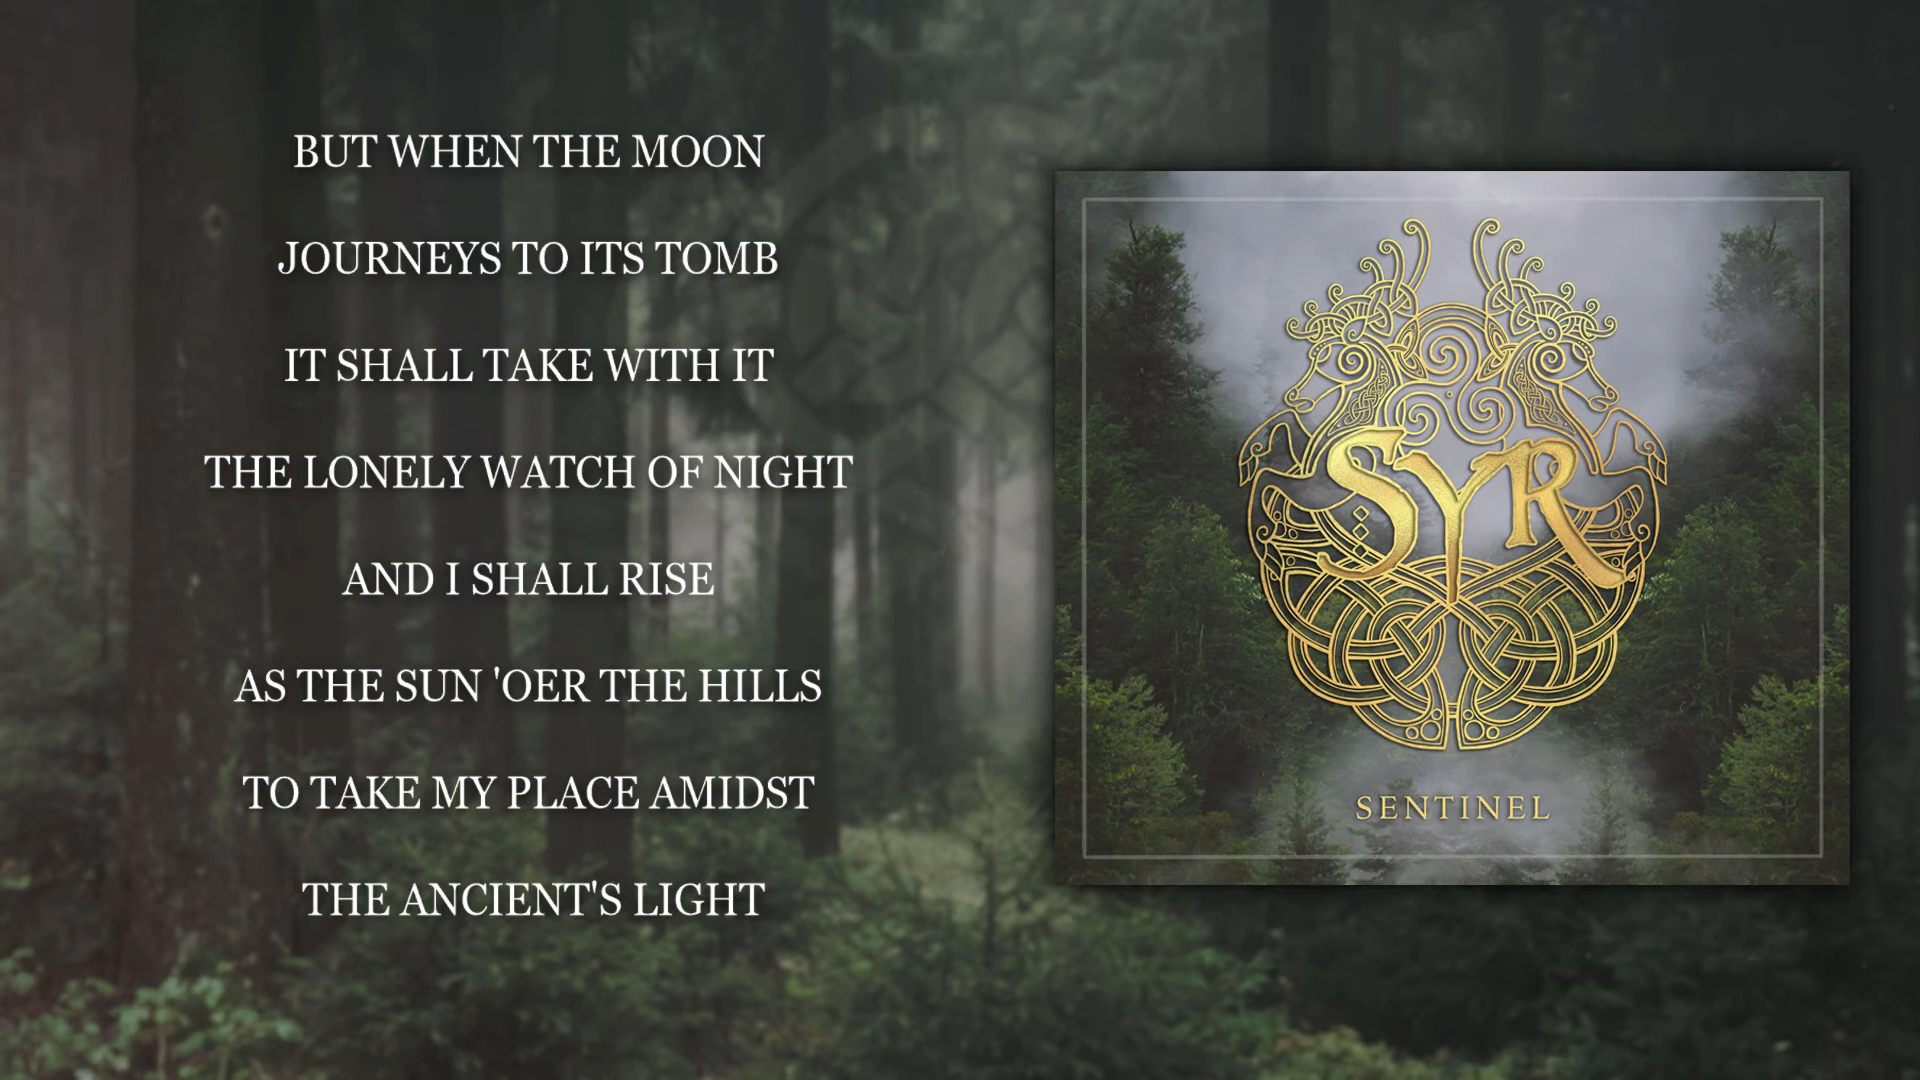 BUT WHEN THE MOON
JOURNEYS TO ITS TOMB
IT SHALL TAKE WITH IT
THE LONELY WATCH OF NIGHT
AND I SHALL RISE
AS THE SUN 'OER THE HILLS
TO TAKE MY PLACE AMIDST
THE ANCIENT'S LIGHT
SYR
SENTINEL